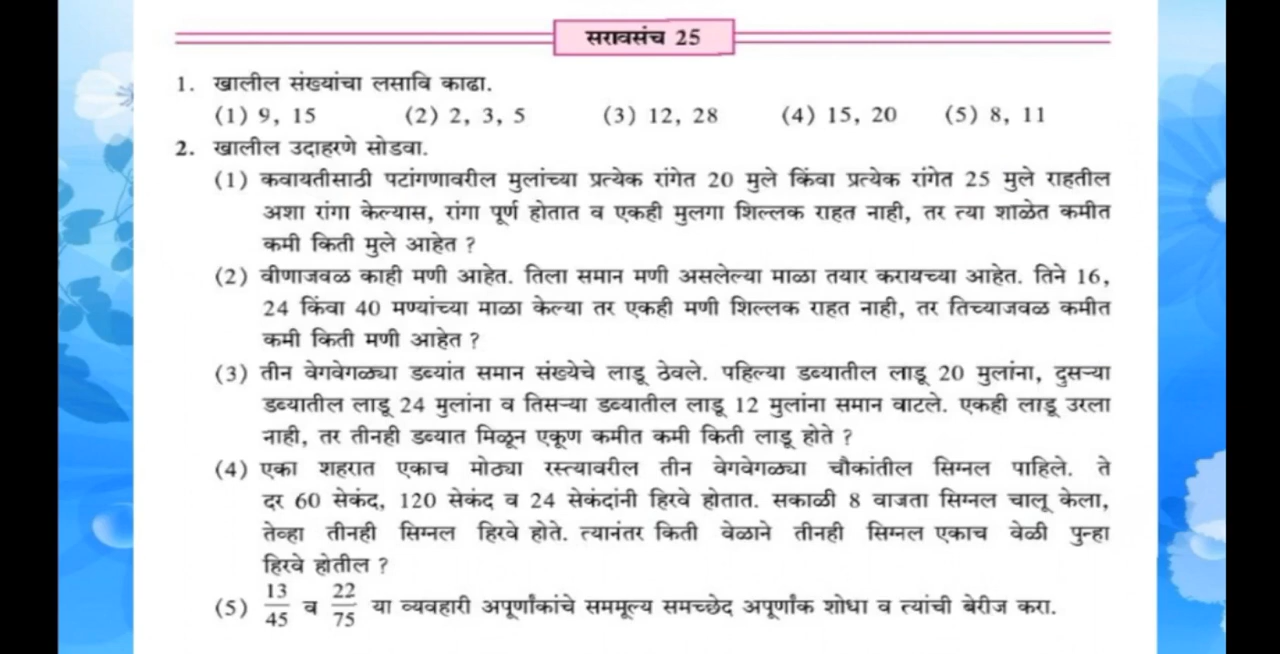 सरावसंच 25
1. खालील संख्यांचा लसावि काढा.
(1) 9, 15 (2) 2, 3, 5 (3) 12, 28 (4) 15, 20 (5) 8, 11
2. खालील उदाहरणे सोडवा.
(1) कवायतीसाठी पटांगणावरील मुलांच्या प्रत्येक रांगेत 20 मुले किंवा प्रत्येक रांगेत 25 मुले राहतील
अशा रांगा केल्यास, रांगा पूर्ण होतात व एकही मुलगा शिल्लक राहत नाही, तर त्या शाळेत कमीत
कमी किती मुले आहेत ?
(2) वीणाजवळ काही मणी आहेत. तिला समान मणी असलेल्या माळा तयार करायच्या आहेत. तिने 16,
24 किंवा 40 मण्यांच्या माळा केल्या तर एकही मणी शिल्लक राहत नाही, तर तिच्याजवळ कमीत
कमी किती मणी आहेत ?
(3) तीन वेगवेगळ्या डब्यांत समान संख्येचे लाडू ठेवले. पहिल्या डब्यातील लाडू 20 मुलांना, दुसऱ्या
डब्यातील लाडू 24 मुलांना व तिसऱ्या डब्यातील लाडू 12 मुलांना समान वाटले. एकही लाडू उरला
नाही, तर तीनही डब्यात मिळून एकूण कमीत कमी किती लाडू होते ?
(4) एका शहरात एकाच मोठ्या रस्त्यावरील तीन वेगवेगळ्या चौकांतील सिग्नल पाहिले. ते
दर 60 सेकंद, 120 सेकंद व 24 सेकंदांनी हिरवे होतात. सकाळी 8 वाजता सिग्नल चालू केला,
तेव्हा तीनही सिग्नल हिरवे होते. त्यानंतर किती वेळाने तीनही सिग्नल एकाच वेळी पुन्हा
हिरवे होतील ?
(5) 13/45 व 22/75 या व्यवहारी अपूर्णांकांचे सममूल्य समच्छेद अपूर्णांक शोधा व त्यांची बेरीज करा.